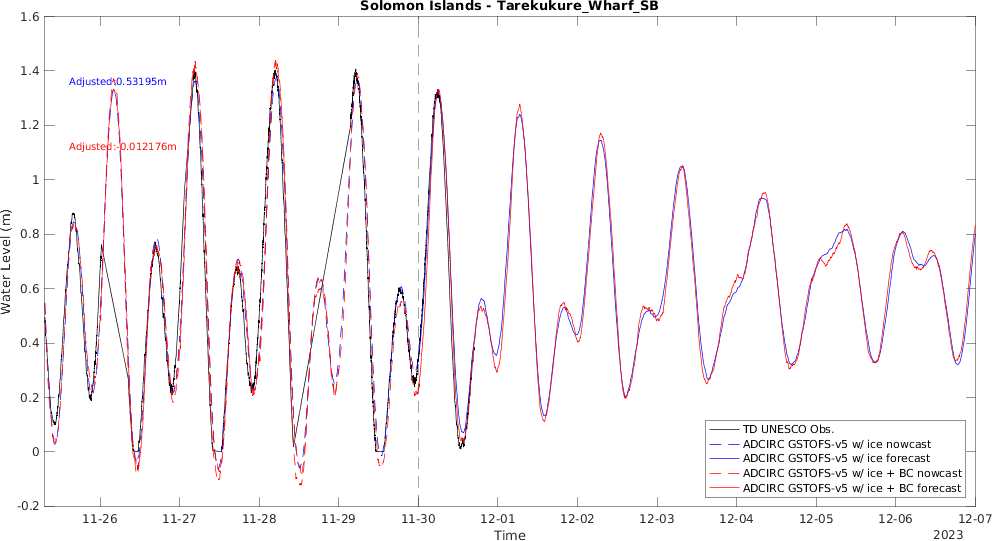 Solomon Islands - Tarekukure_Wharf_SB
1.6
1.4
1.2
1
0.8
0.6
0.4
0.2
0
-0.2
Water Level (m)
Adjusted:0.53195m
Adjusted:-0.012176m
TD UNESCO Obs.
ADCIRC GSTOFS-v5 w/ ice nowcast
ADCIRC GSTOFS-v5 w/ ice forecast
ADCIRC GSTOFS-v5 w/ ice + BC nowcast
ADCIRC GSTOFS-v5 w/ ice + BC forecast
11-26 11-27 11-28 11-29 11-30 12-01 12-02 12-03 12-04 12-05 12-06 12-07
Time
2023